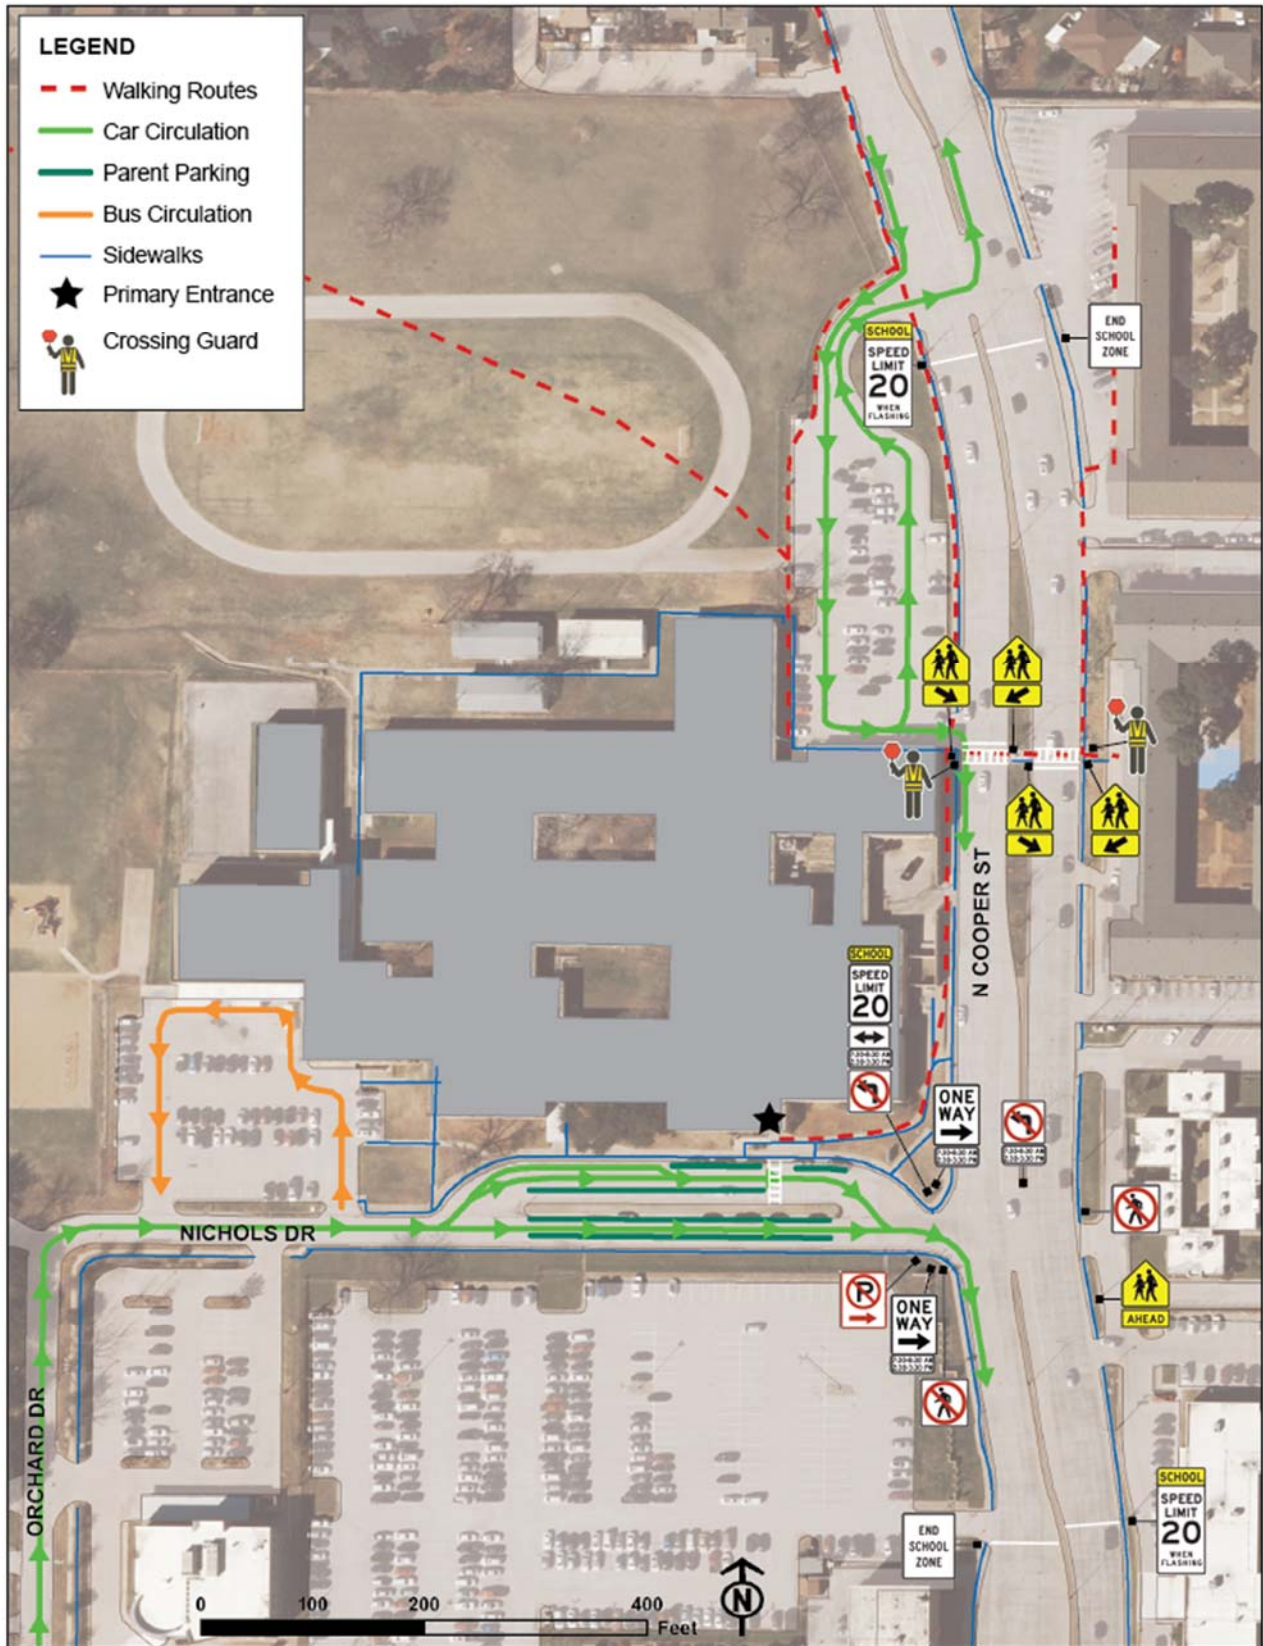 LEGEND
Walking Routes
Car Circulation
Parent Parking
Bus Circulation
Sidewalks
Primary Entrance
Crossing Guard
SCHOOL
SPEED
LIMIT
20
WHEN
FLASHING
END
SCHOOL
ZONE
N COOPER ST
SCHOOL
SPEED
LIMIT
20
ONE
WAY
NICHOLS DR
P
ONE
WAY
AHEAD
ORCHARD DR
END
SCHOOL
ZONE
SCHOOL
SPEED
LIMIT
20
WHEN
FLASHING
0 100 200 400
Feet
N